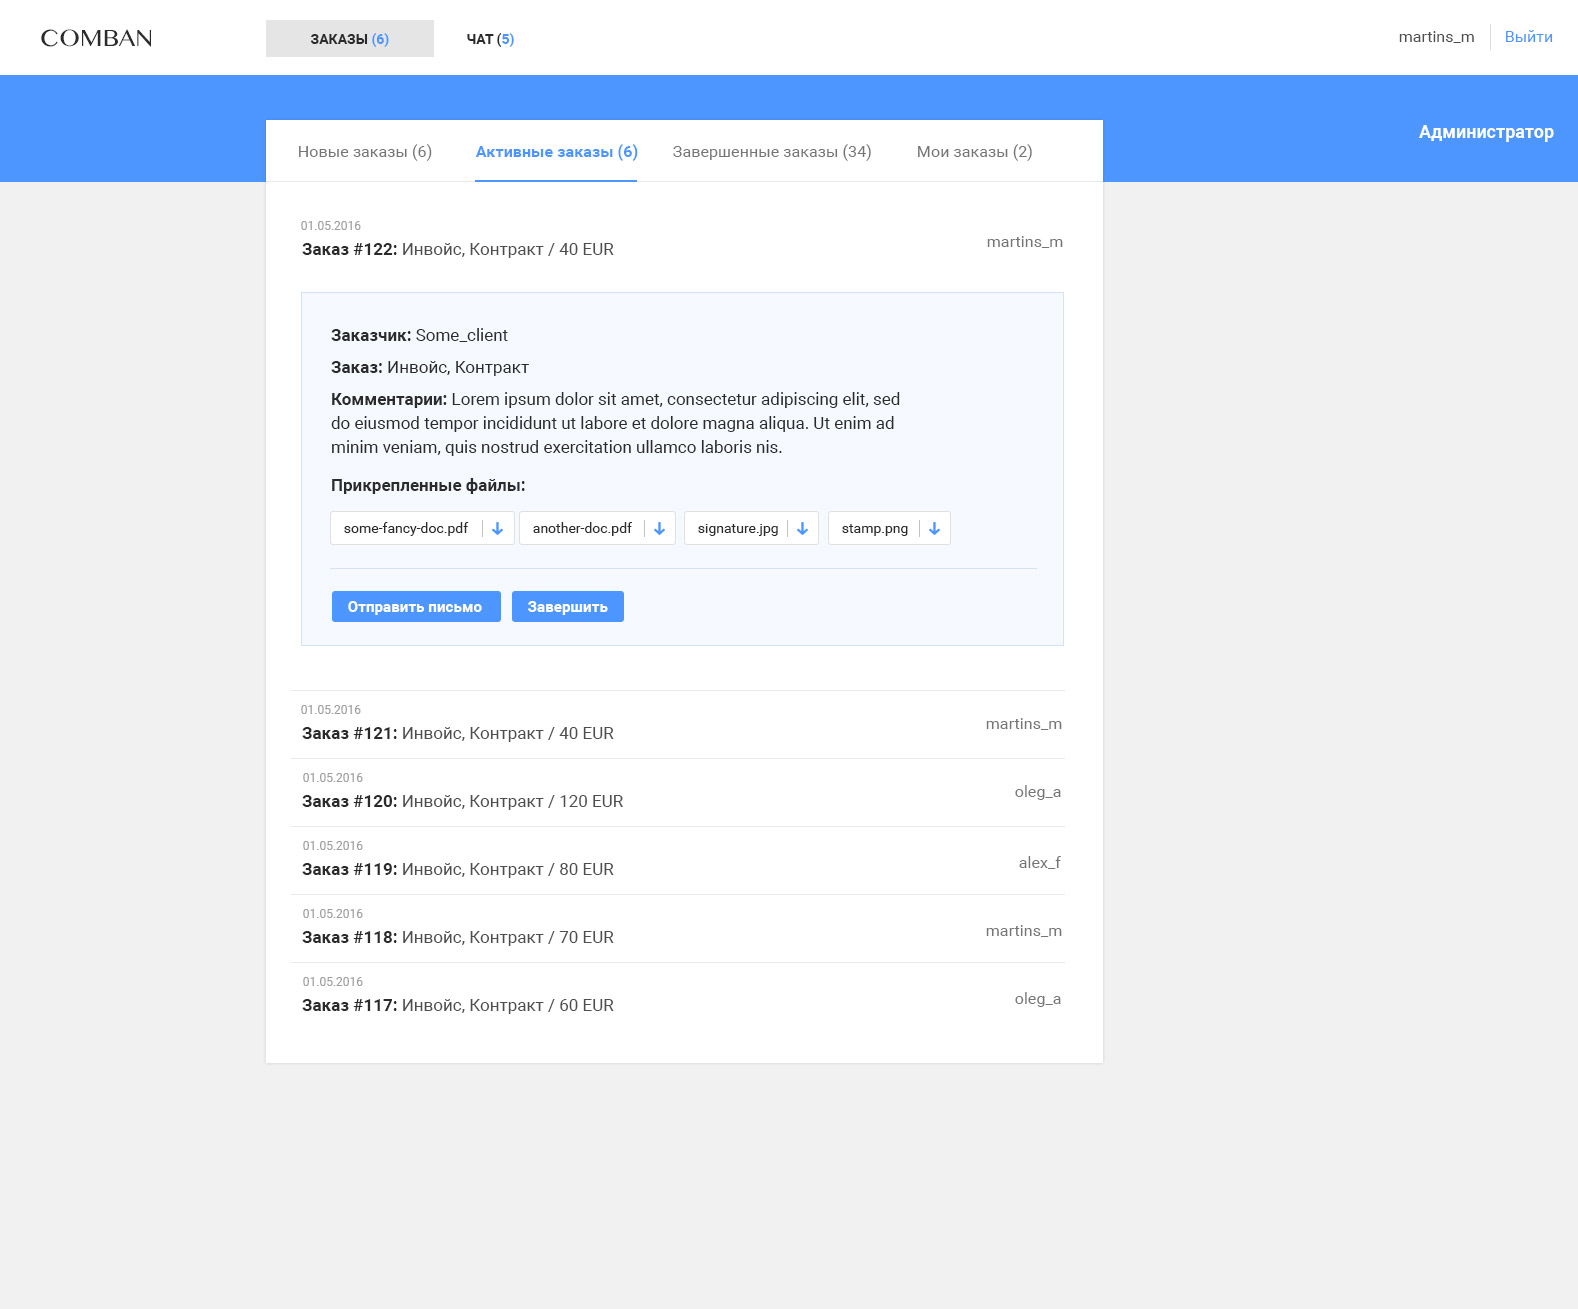 COMBAN
ЗАКАЗЫ (6)
ЧАТ (5)
martins_m
Выйти
Администратор
Новые заказы (6)
Активные заказы (6)
Завершенные заказы (34)
Мои заказы (2)
01.05.2016
Заказ #122: Инвойс, Контракт / 40 EUR
martins_m
Заказчик: Some_client
Заказ: Инвойс, Контракт
Комментарии: Lorem ipsum dolor sit amet, consectetur adipiscing elit, sed
do eiusmod tempor incididunt ut labore et dolore magna aliqua. Ut enim ad
minim veniam, quis nostrud exercitation ullamco laboris nis.
Прикрепленные файлы:
some-fancy-doc.pdf
another-doc.pdf
signature.jpg
stamp.png
Отправить письмо
Завершить
01.05.2016
Заказ #121: Инвойс, Контракт / 40 EUR
martins_m
01.05.2016
Заказ #120: Инвойс, Контракт / 120 EUR
oleg_a
01.05.2016
Заказ #119: Инвойс, Контракт / 80 EUR
alex_f
01.05.2016
Заказ #118: Инвойс, Контракт / 70 EUR
martins_m
01.05.2016
Заказ #117: Инвойс, Контракт / 60 EUR
oleg_a